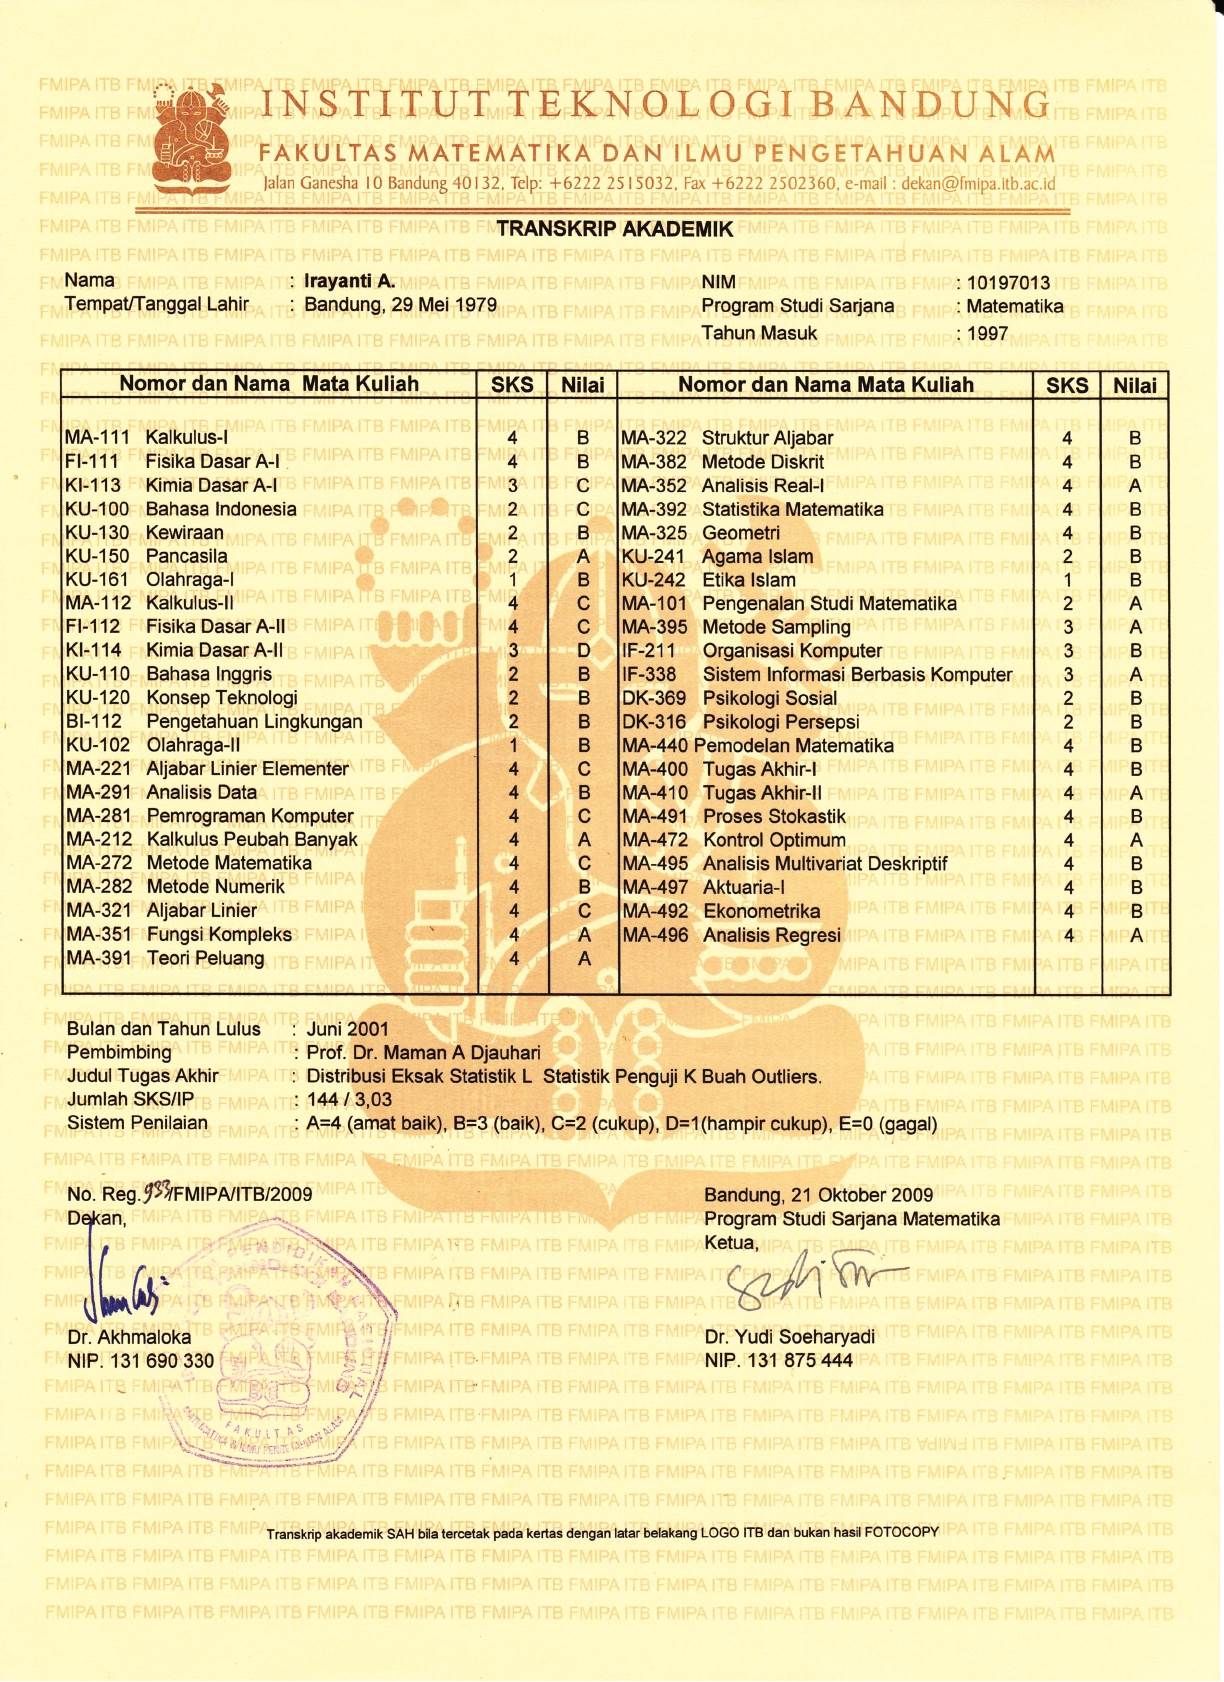 INSTITUT TEKNOLOGI BANDUNG
FAKULTAS MATEMATIKA DAN ILMU PENGETAHUAN ALAM
Jalan Ganesha 10 Bandung 40132, Telp: +6222 2515032, Fax +6222 2502360, e-mail : dekan@fmipa.itb.ac.id
TRANSKRIP AKADEMIK
Nama : Irayanti A. NIM : 10197013
Tempat/Tanggal Lahir : Bandung, 29 Mei 1979 Program Studi Sarjana : Matematika
Tahun Masuk : 1997
Nomor dan Nama Mata Kuliah SKS Nilai Nomor dan Nama Mata Kuliah SKS Nilai
MA-111 Kalkulus-I 4 B MA-322 Struktur Aljabar 4 B
FI-111 Fisika Dasar A-I 4 B MA-382 Metode Diskrit 4 B
KI-113 Kimia Dasar A-I 3 C MA-352 Analisis Real-I 4 A
KU-100 Bahasa Indonesia 2 C MA-392 Statistika Matematika 4 B
KU-130 Kewiraan 2 B MA-325 Geometri 4 B
KU-150 Pancasila 2 A KU-241 Agama Islam 2 B
KU-161 Olahraga-I 1 B KU-242 Etika Islam 1 B
MA-112 Kalkulus-II 4 C MA-101 Pengenalan Studi Matematika 2 A
FI-112 Fisika Dasar A-II 4 C MA-395 Metode Sampling 3 A
KI-114 Kimia Dasar A-II 3 D IF-211 Organisasi Komputer 3 B
KU-110 Bahasa Inggris 2 B IF-338 Sistem Informasi Berbasis Komputer 3 A
KU-120 Konsep Teknologi 2 B DK-369 Psikologi Sosial 2 B
BI-112 Pengetahuan Lingkungan 2 B DK-316 Psikologi Persepsi 2 B
KU-102 Olahraga-II 1 B MA-440 Pemodelan Matematika 4 B
MA-221 Aljabar Linier Elementer 4 C MA-400 Tugas Akhir-I 4 B
MA-291 Analisis Data 4 B MA-410 Tugas Akhir-II 4 A
MA-281 Pemrograman Komputer 4 C MA-491 Proses Stokastik 4 B
MA-212 Kalkulus Peubah Banyak 4 A MA-472 Kontrol Optimum 4 A
MA-272 Metode Matematika 4 C MA-495 Analisis Multivariat Deskriptif 4 B
MA-282 Metode Numerik 4 B MA-497 Aktuaria-I 4 B
MA-321 Aljabar Linier 4 C MA-492 Ekonometrika 4 B
MA-351 Fungsi Kompleks 4 A MA-496 Analisis Regresi 4 A
MA-391 Teori Peluang 4 A
Bulan dan Tahun Lulus : Juni 2001
Pembimbing : Prof. Dr. Maman A Djauhari
Judul Tugas Akhir : Distribusi Eksak Statistik L Statistik Penguji K Buah Outliers.
Jumlah SKS/IP : 144 / 3,03
Sistem Penilaian : A=4 (amat baik), B=3 (baik), C=2 (cukup), D=1(hampir cukup), E=0 (gagal)
No. Reg. 933/FMIPA/ITB/2009 Bandung, 21 Oktober 2009
Dekan, Program Studi Sarjana Matematika
Ketua,
Dr. Akhmaloka Dr. Yudi Soeharyadi
NIP. 131 690 330 NIP. 131 875 444
FAKULTAS
Transkrip akademik SAH bila tercetak pada kertas dengan latar belakang LOGO ITB dan bukan hasil FOTOCOPY